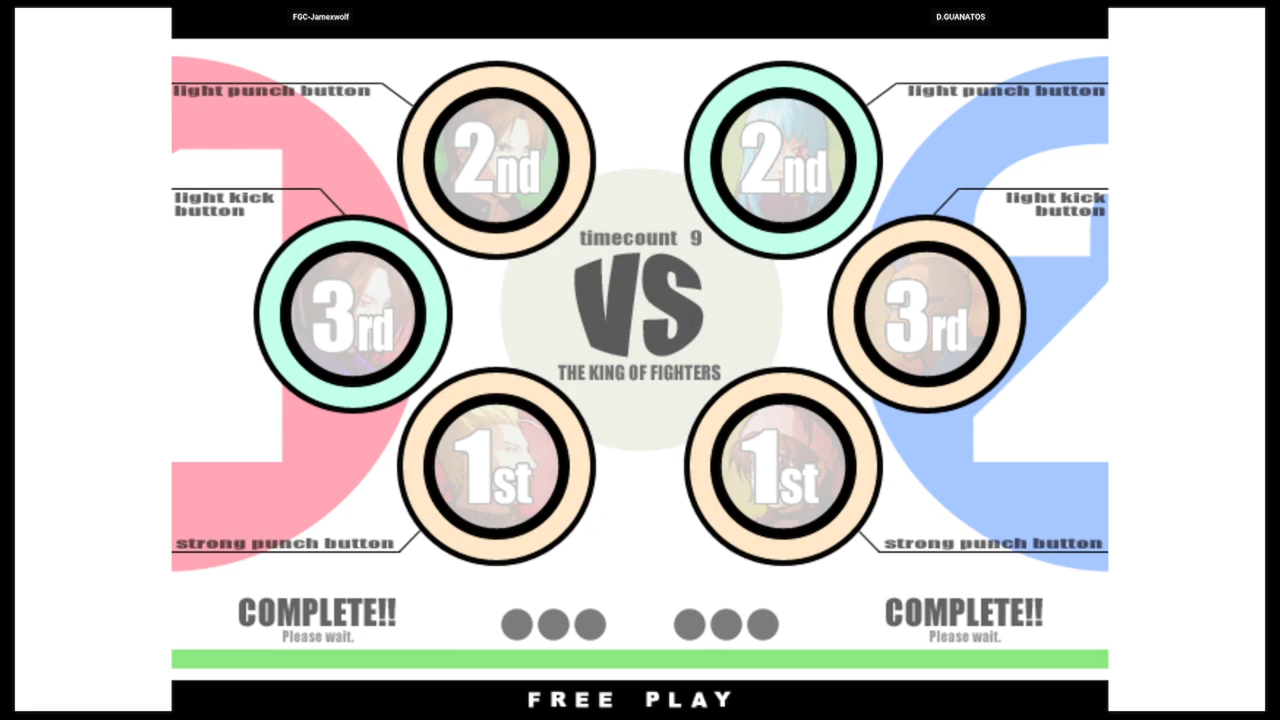 FGC-Jamexwolf
D.GUANATOS
light punch button
light punch button
2nd
2nd
light kick
button
light kick
button
timecount 9
VS
THE KING OF FIGHTERS
3rd
3rd
1st
1st
strong punch button
strong punch button
COMPLETE!!
Please wait.
COMPLETE!!
Please wait.
FREE PLAY
1
2